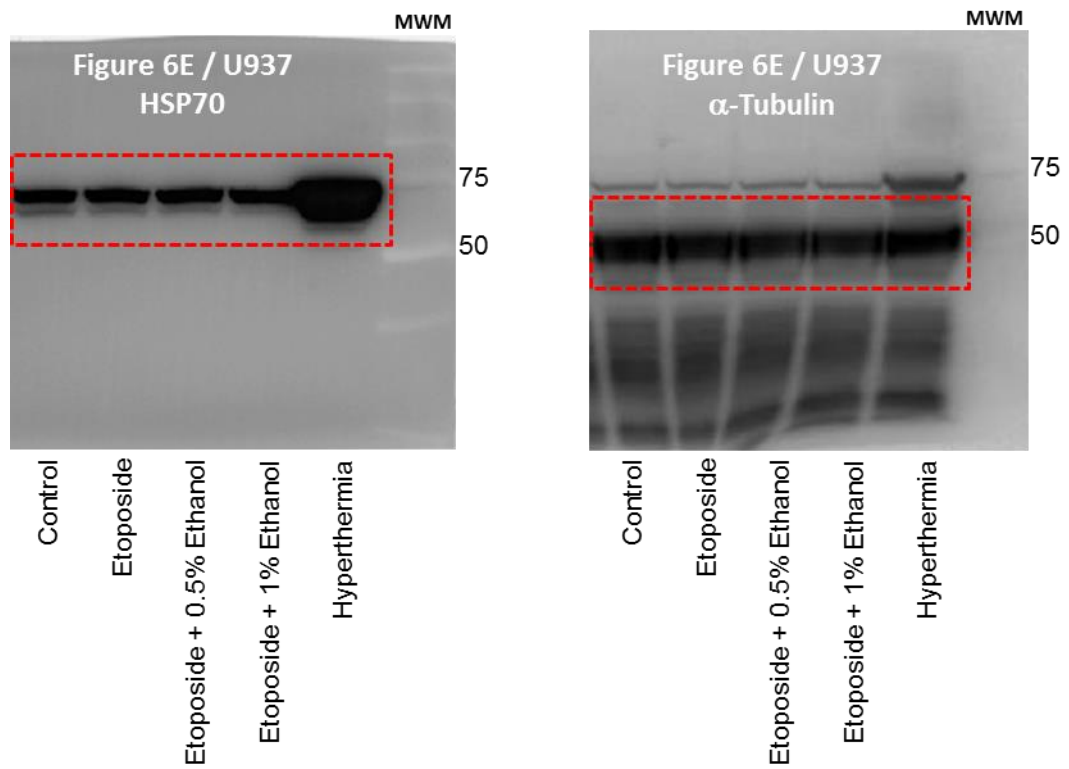 MWM
Figure 6E / U937
HSP70
75
50
Control
Etoposide
Etoposide + 0.5% Ethanol
Etoposide + 1% Ethanol
Hyperthermia
MWM
Figure 6E / U937
α-Tubulin
75
50
Control
Etoposide
Etoposide + 0.5% Ethanol
Etoposide + 1% Ethanol
Hyperthermia